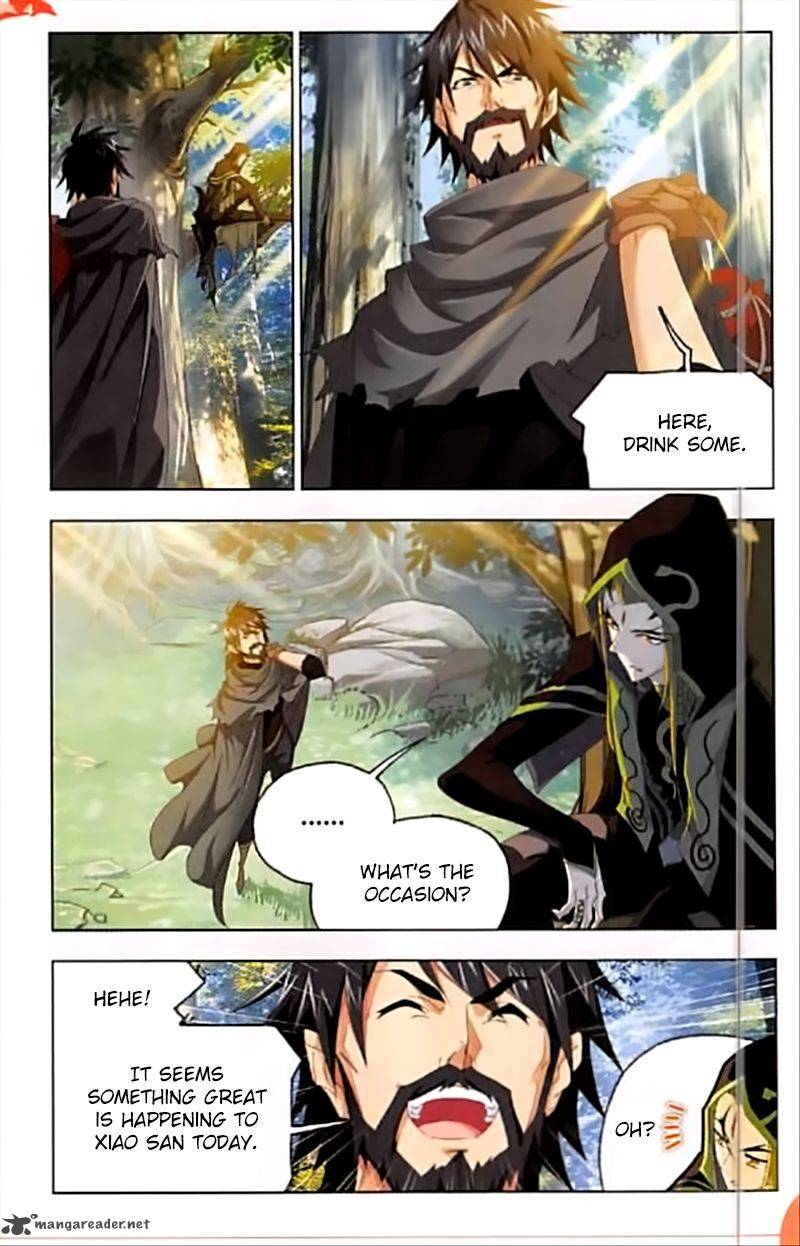 4
HERE,
DRINK SOME.
......
WHAT'S THE
OCCASION?
HEHE!
IT SEEMS
SOMETHING GREAT
IS HAPPENING TO
XIAO SAN TODAY.
OH?
mangareader.net